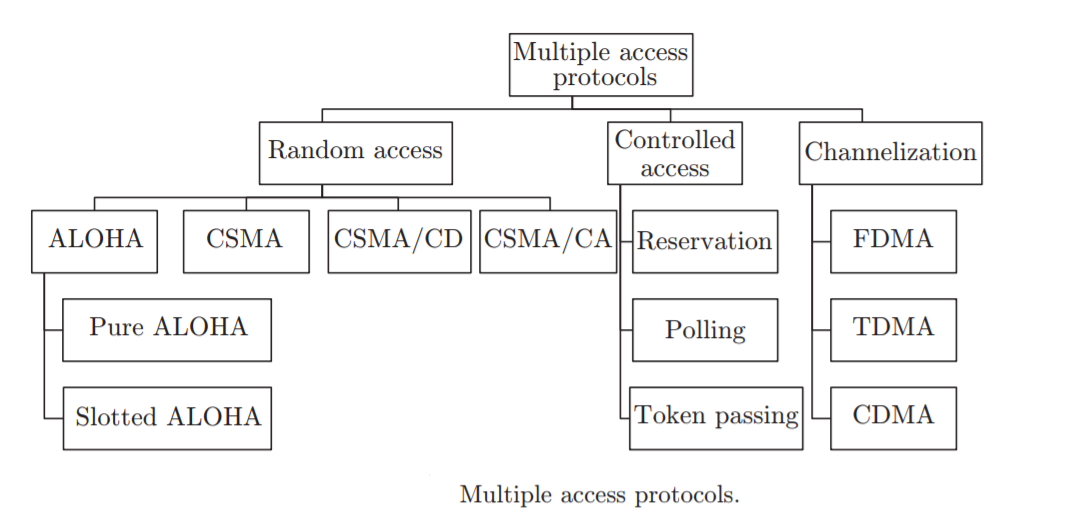 Multiple access
protocols
Random access
Controlled
access
Channelization
ALOHA
CSMA
CSMA/CD
CSMA/CA
Reservation
FDMA
Pure ALOHA
Polling
TDMA
Slotted ALOHA
Token passing
CDMA
Multiple access protocols.